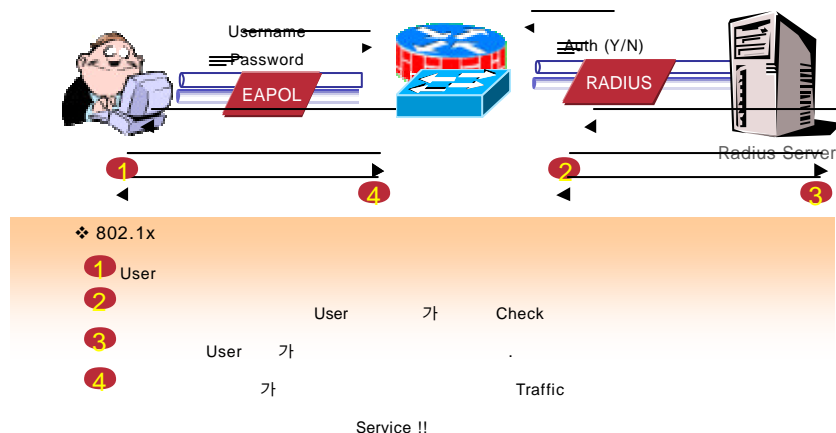 Username
Password
EAPOL
Auth (Y/N)
RADIUS
Radius Server
1
2
4
3
❖ 802.1x
1 User
2
User 가 Check
3
User 가 .
4
가 Traffic
Service !!